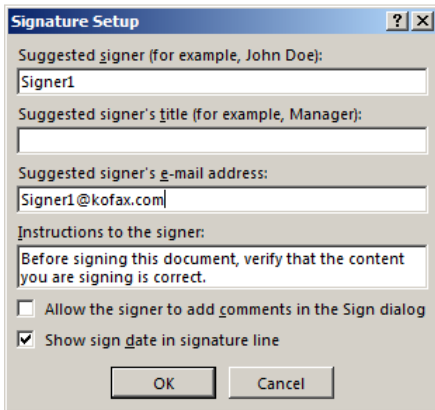 Signature Setup
Suggested signer (for example, John Doe):
Signer1
Suggested signer's title (for example, Manager):
Suggested signer's e-mail address:
Signer1@kofax.com
Instructions to the signer:
Before signing this document, verify that the content
you are signing is correct.
Allow the signer to add comments in the Sign dialog
Show sign date in signature line
OK Cancel